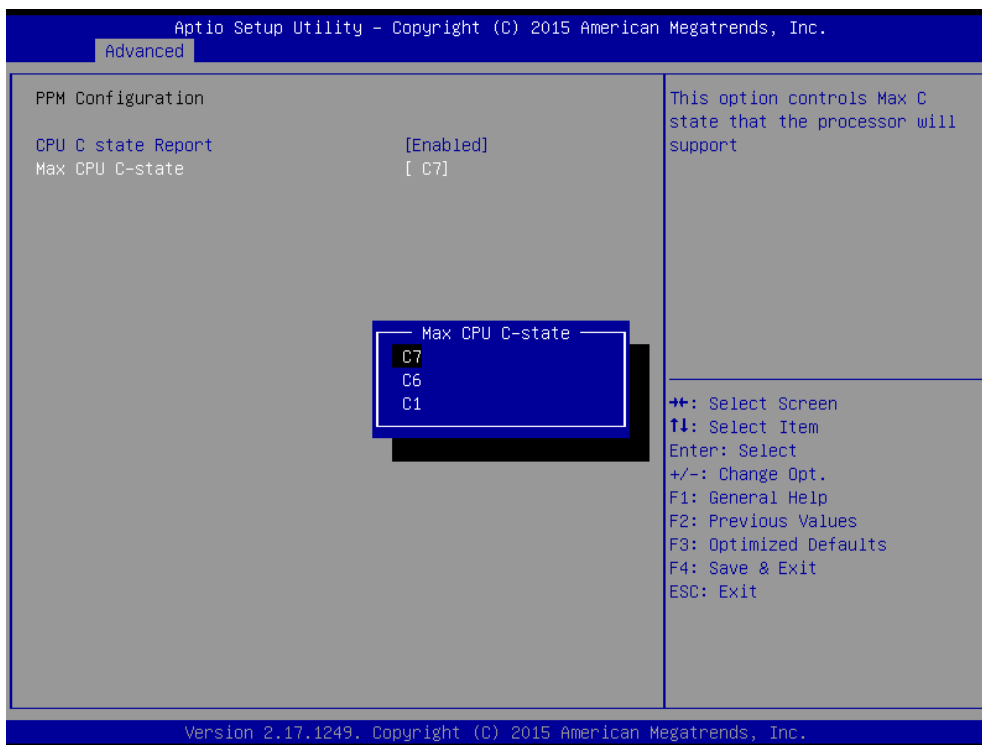 Aptio Setup Utility – Copyright (C) 2015 American Megatrends, Inc.
Advanced
PPM Configuration
CPU C state Report [Enabled]
Max CPU C-state [ C7]
This option controls Max C
state that the processor will
support
Max CPU C-state
C7
C6
C1
→←: Select Screen
↑↓: Select Item
Enter: Select
+/-: Change Opt.
F1: General Help
F2: Previous Values
F3: Optimized Defaults
F4: Save & Exit
ESC: Exit
Version 2.17.1249. Copyright (C) 2015 American Megatrends, Inc.